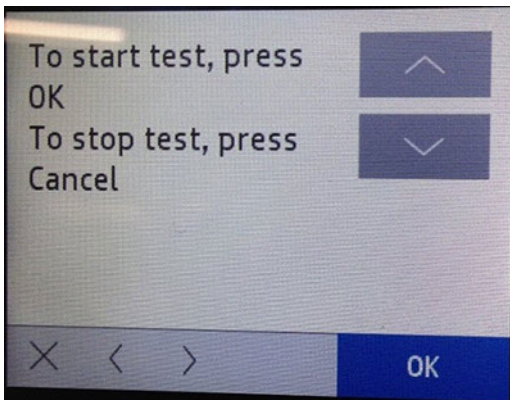 To start test, press
OK
To stop test, press
Cancel
OK